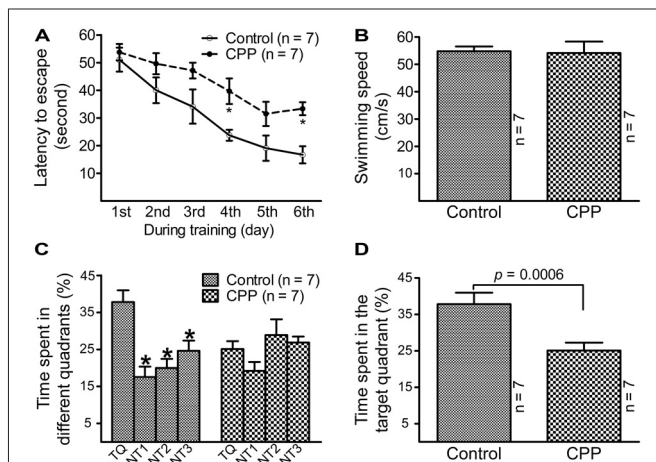 A
Control (n = 7)
CPP (n = 7)
Latency to escape
(second)
60
50
40
30
20
10
*
*
1st 2nd 3rd 4th 5th 6th
During training (day)
B
Swimming speed
(cm/s)
60
50
40
30
20
10
n = 7
n = 7
Control CPP
C
Control (n = 7)
CPP (n = 7)
Time spent in
different quadrants (%)
45
35
25
15
5
* * *
TQ NT1 NT2 NT3 TQ NT1 NT2 NT3
D
p = 0.0006
Time spent in the
target quadrant (%)
45
35
25
15
5
n = 7
n = 7
Control CPP